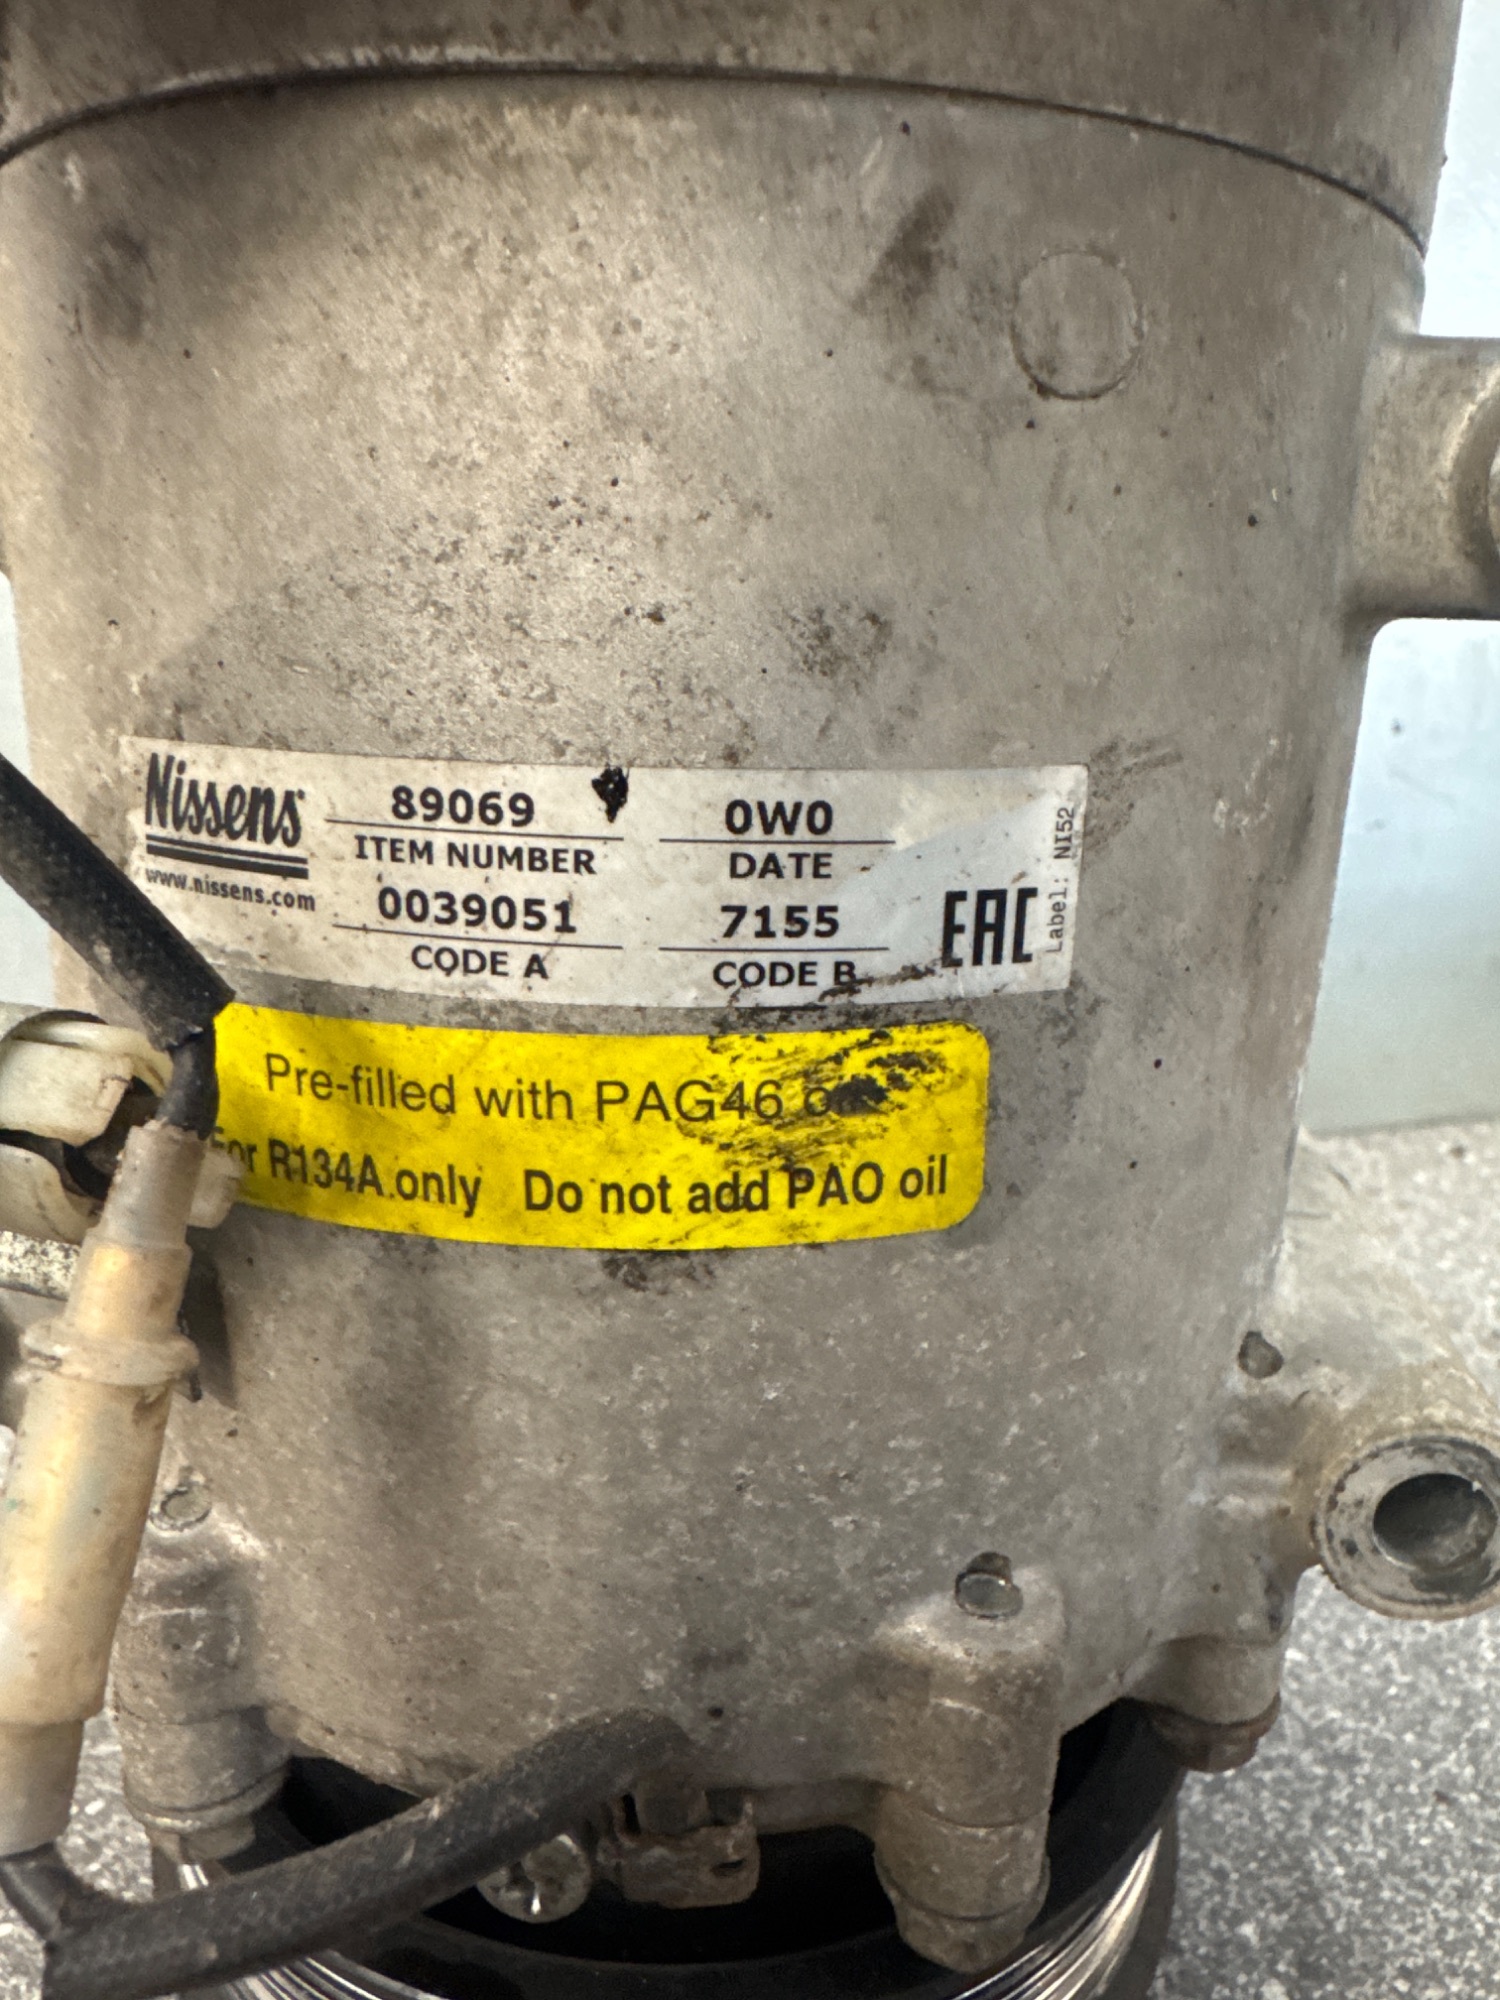 Nissens
www.nissens.com
89069
ITEM NUMBER
0W0
DATE
0039051
CODE A
7155
CODE B
EAC
Label: NI52
Pre-filled with PAG46
For R134A only Do not add PAO oil